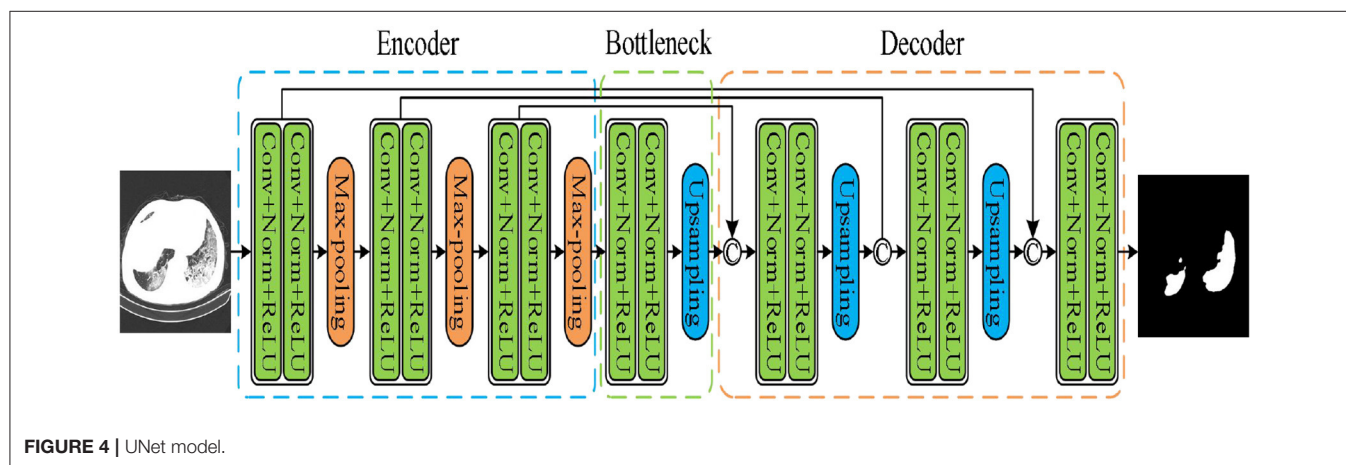 Encoder Bottleneck Decoder
Conv+Norm+ReLU
Conv+Norm+ReLU
Max-pooling
Conv+Norm+ReLU
Conv+Norm+ReLU
Max-pooling
Conv+Norm+ReLU
Conv+Norm+ReLU
Max-pooling
Conv+Norm+ReLU
Conv+Norm+ReLU
Upsampling
C
Conv+Norm+ReLU
Conv+Norm+ReLU
Upsampling
C
Conv+Norm+ReLU
Conv+Norm+ReLU
Upsampling
C
Conv+Norm+ReLU
Conv+Norm+ReLU
FIGURE 4 | UNet model.